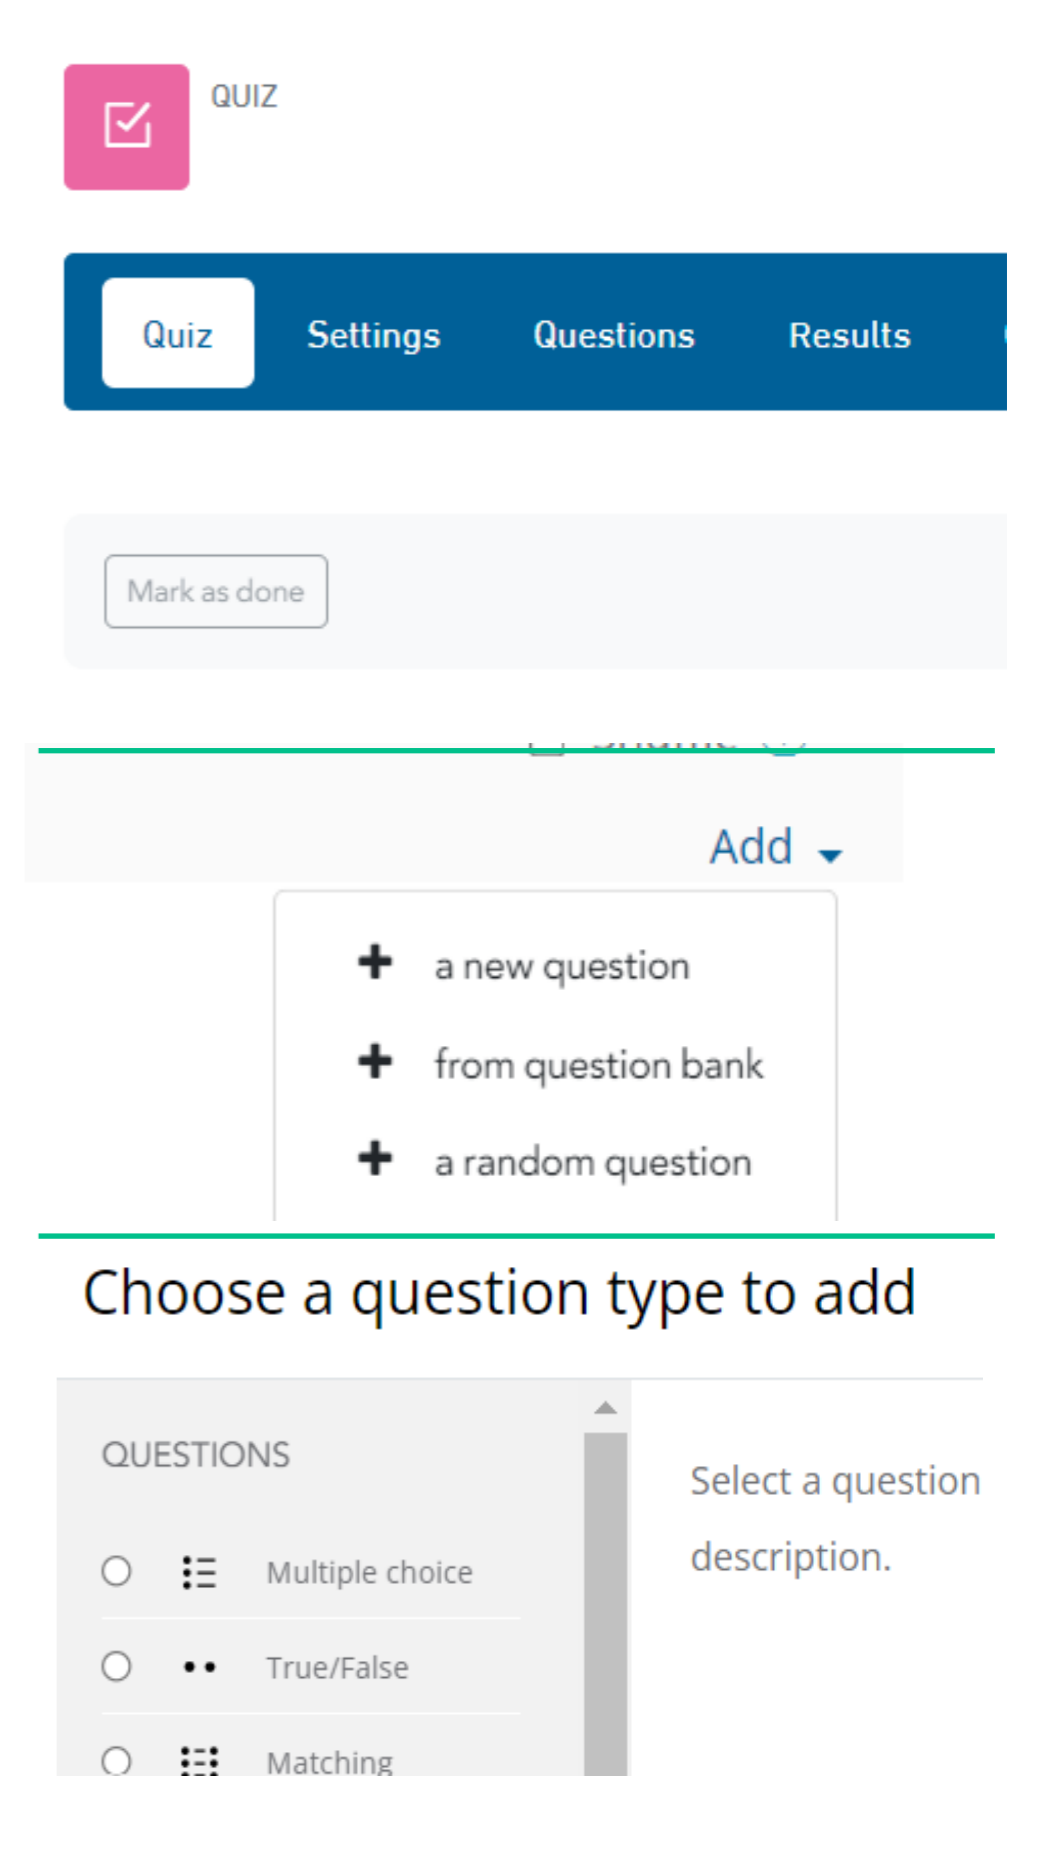 QUIZ
Quiz Settings Questions Results
Mark as done
Add
a new question
from question bank
a random question
Choose a question type to add
QUESTIONS
Select a question
description.
Multiple choice
True/False
Matching